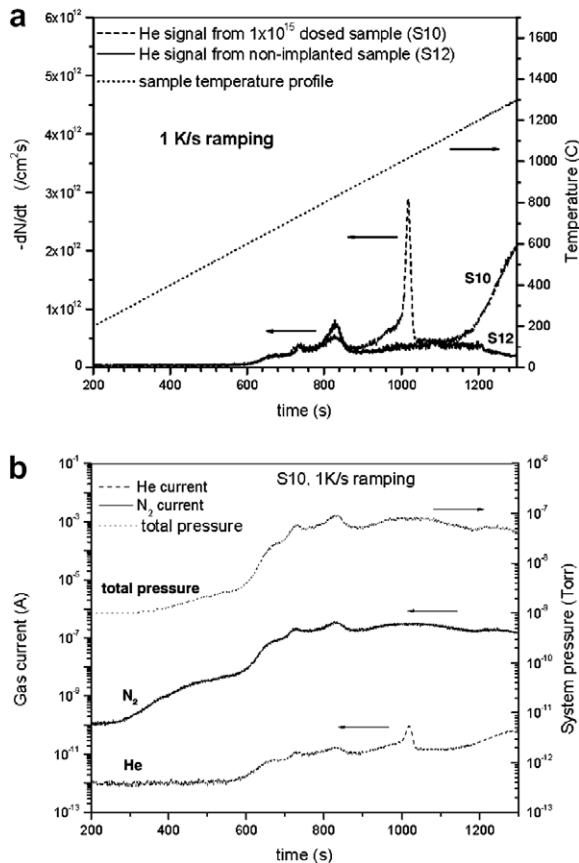 a
He signal from 1x10¹⁵ dosed sample (S10)
He signal from non-implanted sample (S12)
sample temperature profile
1 K/s ramping
6x10¹²
5x10¹²
4x10¹²
3x10¹²
2x10¹²
1x10¹²
0
-dN/dt (/cm²s)
1600
1400
1200
1000
800
600
400
200
0
Temperature (C)
S10
S12
200 400 600 800 1000 1200
time (s)
b
He current
N₂ current
total pressure
S10, 1K/s ramping
10⁻¹
10⁻³
10⁻⁵
10⁻⁷
10⁻⁹
10⁻¹¹
10⁻¹³
Gas current (A)
10⁻⁶
10⁻⁷
10⁻⁸
10⁻⁹
10⁻¹⁰
10⁻¹¹
10⁻¹²
10⁻¹³
System pressure (Torr)
total pressure
N₂
He
200 400 600 800 1000 1200
time (s)